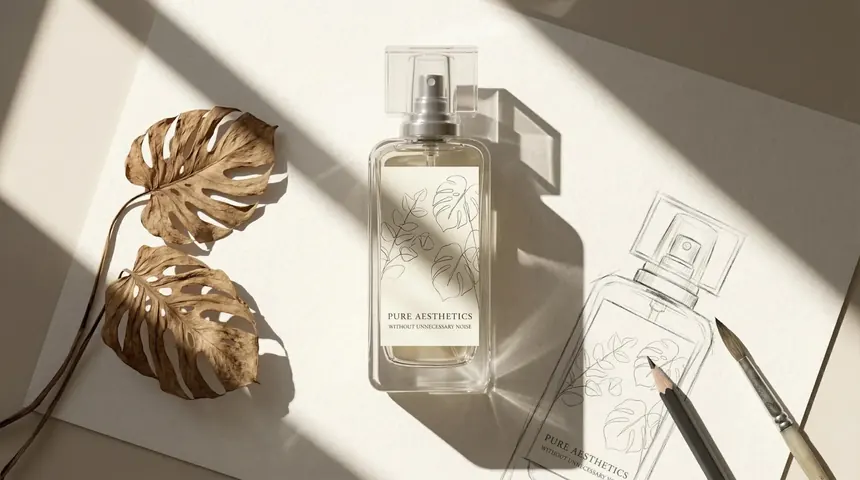 PURE AESTHETICS
WITHOUT UNNECESSARY NOISE
PURE AESTHETICS
WITHOUT UNNECESSARY